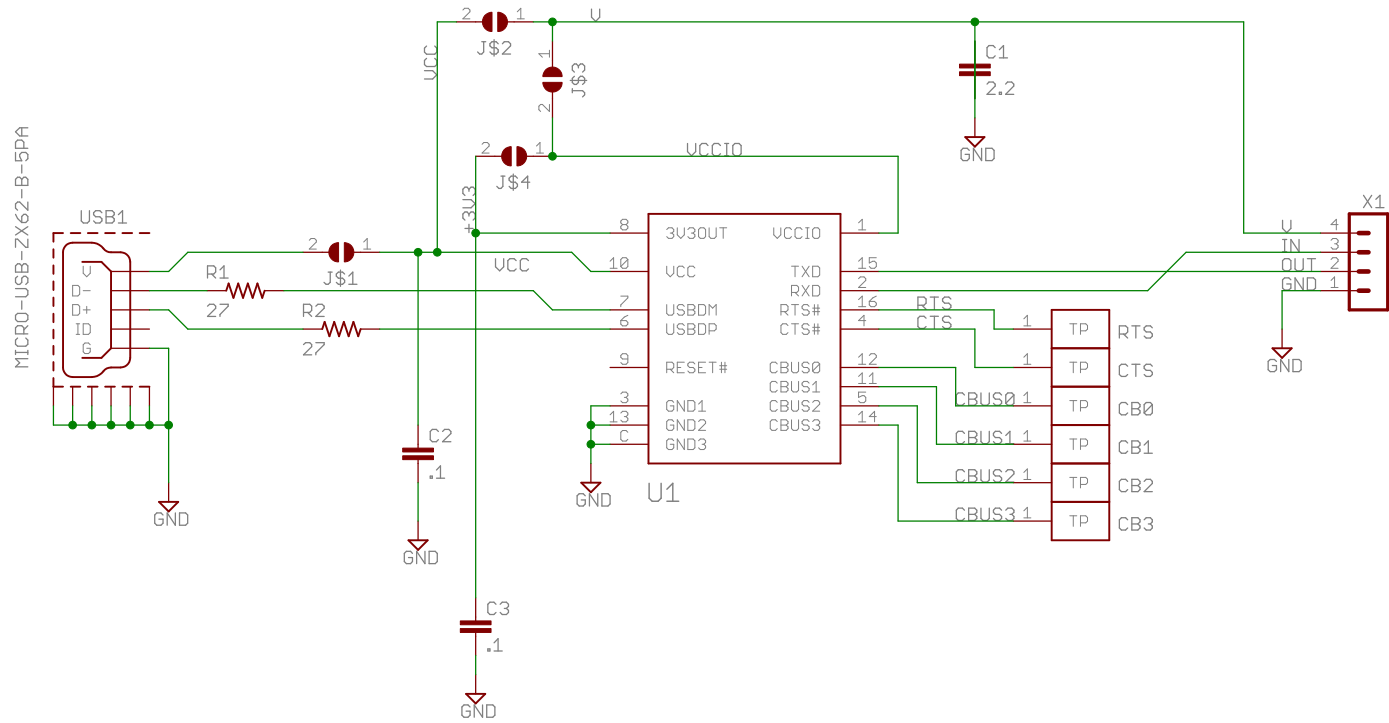 2 1 V
J$2
VCC
1
J$3
2
C1
2.2
GND
2 1 VCCIO
J$4
+3V3
MICRO-USB-ZX62-B-5PA
USB1
V
D-
D+
ID
G
GND
2 1
J$1
VCC
R1
27
R2
27
8 3V3OUT VCCIO 1
10 VCC TXD 15
RXD 2
7 USBDM RTS# 16 RTS
6 USBDP CTS# 4 CTS
9 RESET# CBUS0 12
CBUS1 11
3 GND1 CBUS2 5
13 GND2 CBUS3 14
C GND3
U1
GND
1 TP RTS
1 TP CTS
CBUS0 1 TP CB0
CBUS1 1 TP CB1
CBUS2 1 TP CB2
CBUS3 1 TP CB3
X1
V 4
IN 3
OUT 2
GND 1
GND
C2
.1
GND
C3
.1
GND